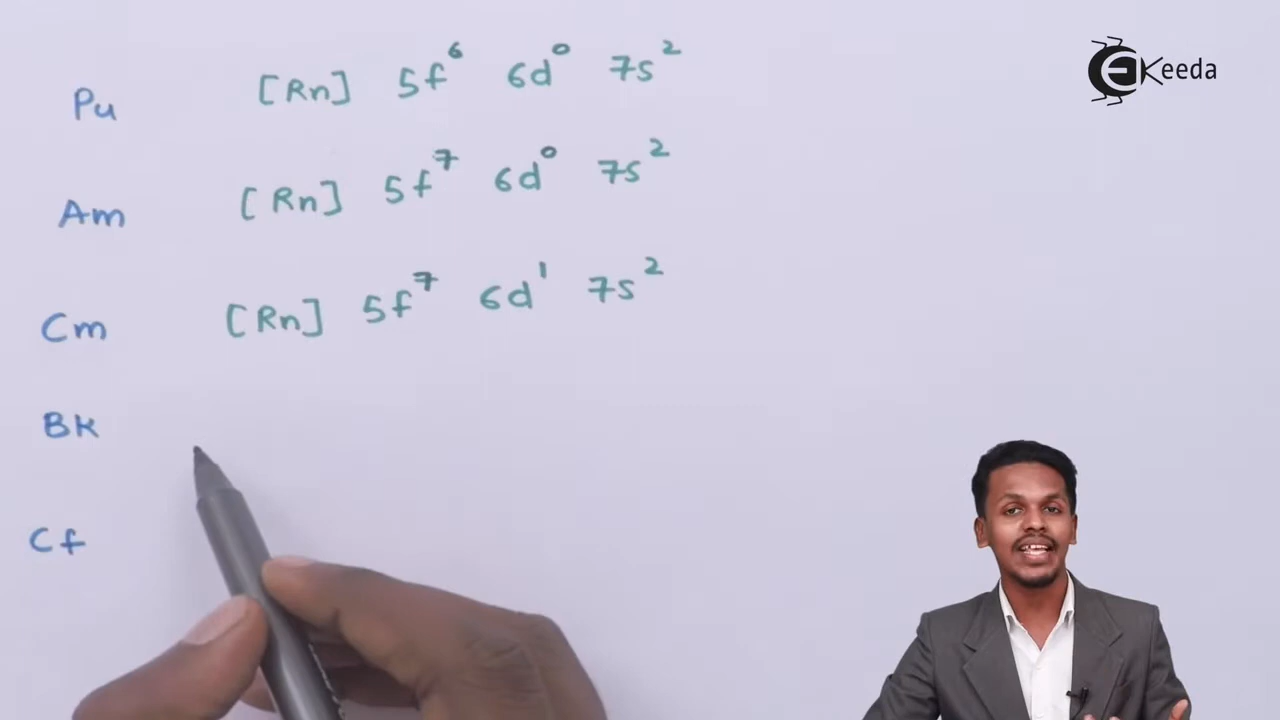 Keeda
Pu [Rn] 5f⁶ 6d⁰ 7s²
Am [Rn] 5f⁷ 6d⁰ 7s²
Cm [Rn] 5f⁷ 6d¹ 7s²
Bk
Cf